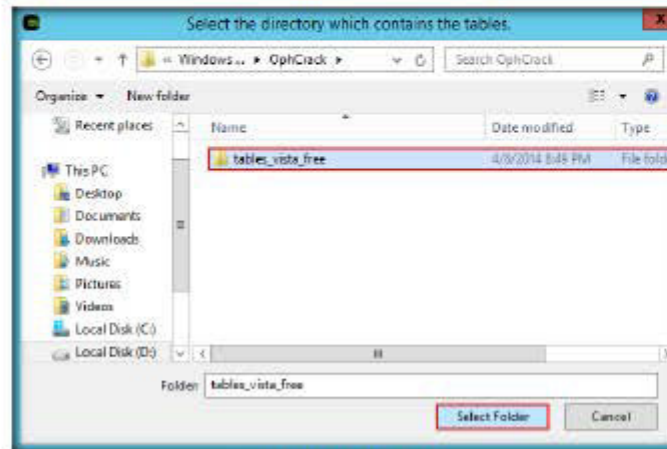 Select the directory which contains the tables.
« Windows... ▸ OphCrack ▸ Search OphCrack
Organize New folder
Recent places
This PC
Desktop
Documents
Downloads
Music
Pictures
Videos
Local Disk (C:)
Local Disk (D:)
Name Date modified Type
tables_vista_free 4/8/2014 8:49 PM File fold
Folder: tables_vista_free
Select Folder Cancel